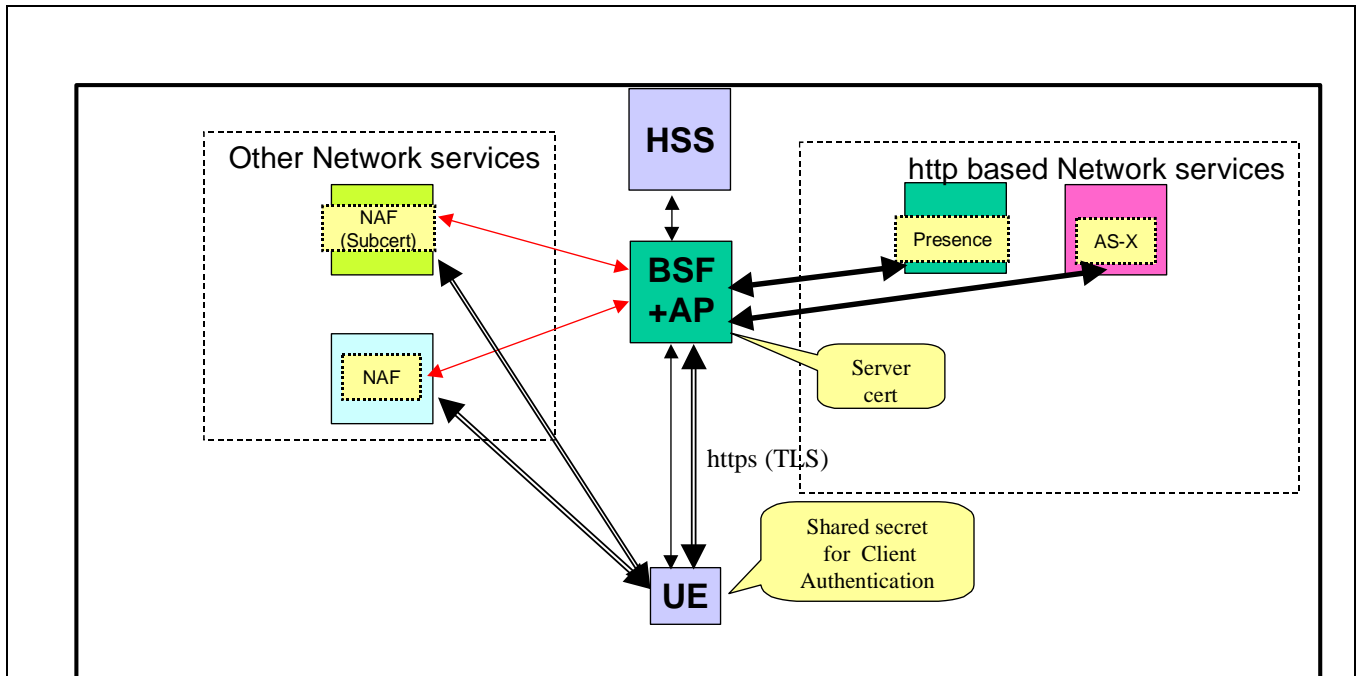 HSS
Other Network services
http based Network services
NAF
(Subcert)
Presence
AS-X
BSF
+AP
NAF
Server
cert
https (TLS)
Shared secret
for Client
Authentication
UE